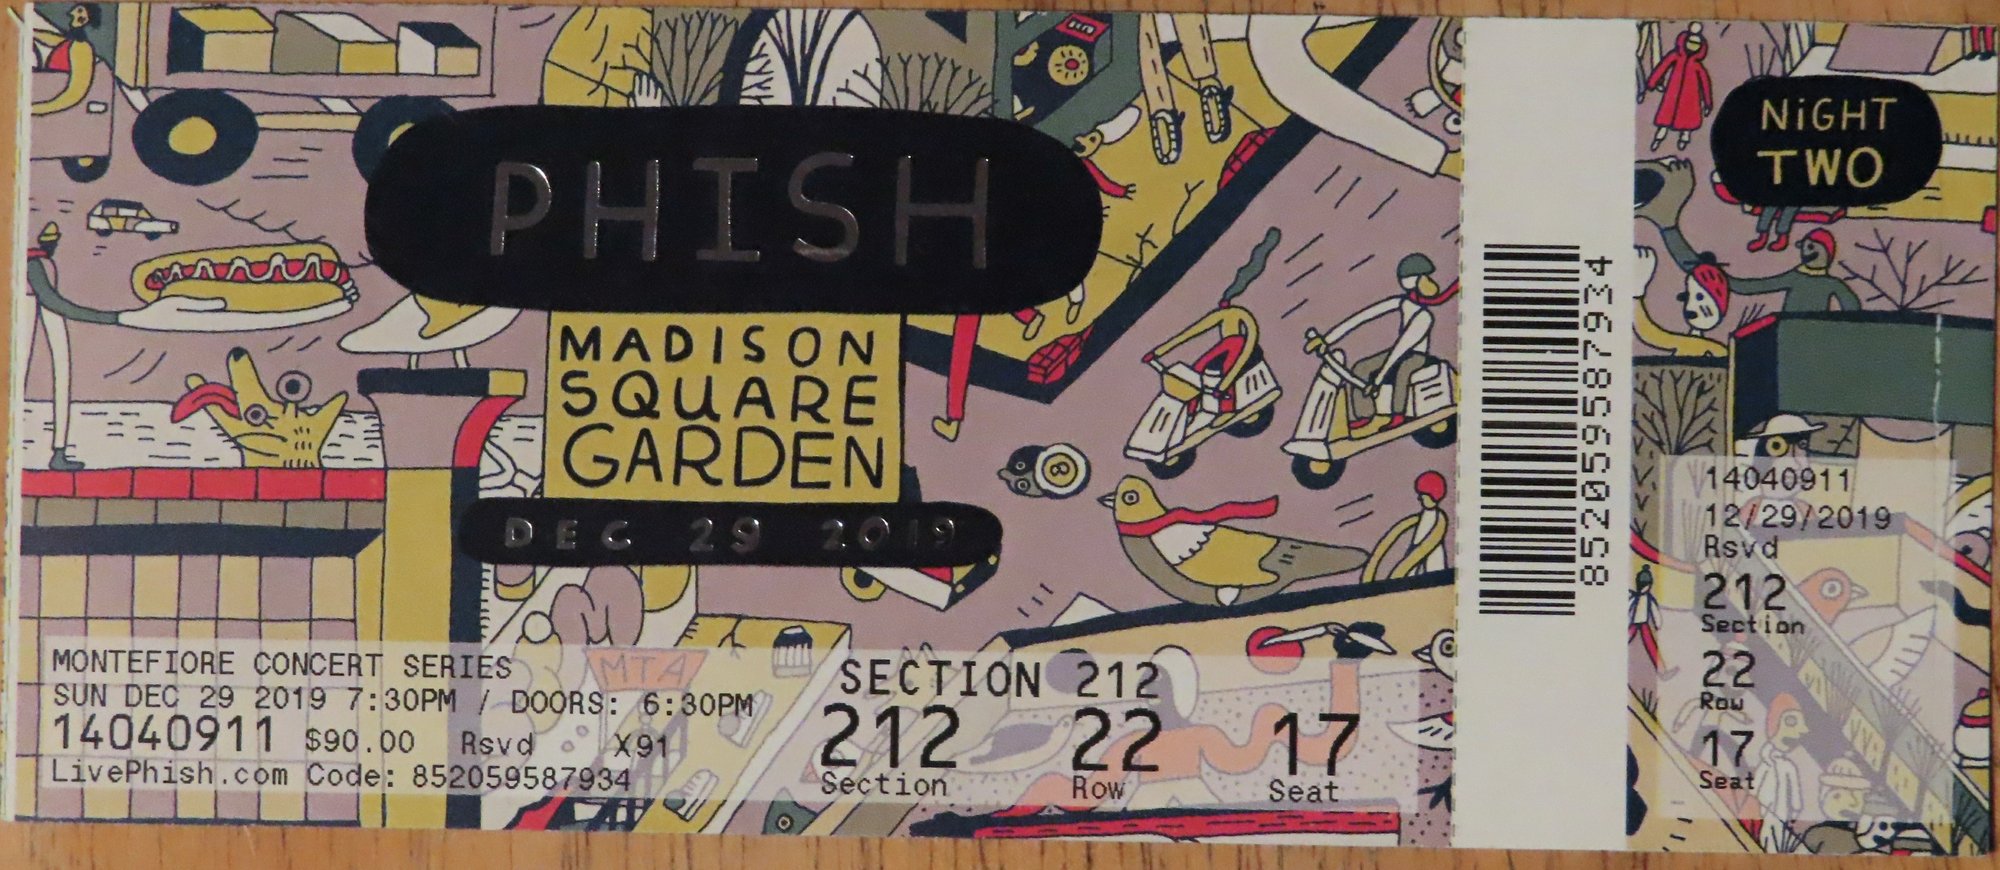 PHISH
MADISON
SQUARE
GARDEN
DEC 29 2019
MTA
8
MONTEFIORE CONCERT SERIES
SUN DEC 29 2019 7:30PM / DOORS: 6:30PM
14040911 $90.00 Rsvd X91
LivePhish.com Code: 852059587934
SECTION 212
212 22 17
Section Row Seat
852059587934
NiGHT
TWO
14040911
12/29/2019
Rsvd
212
Section
22
Row
17
Seat